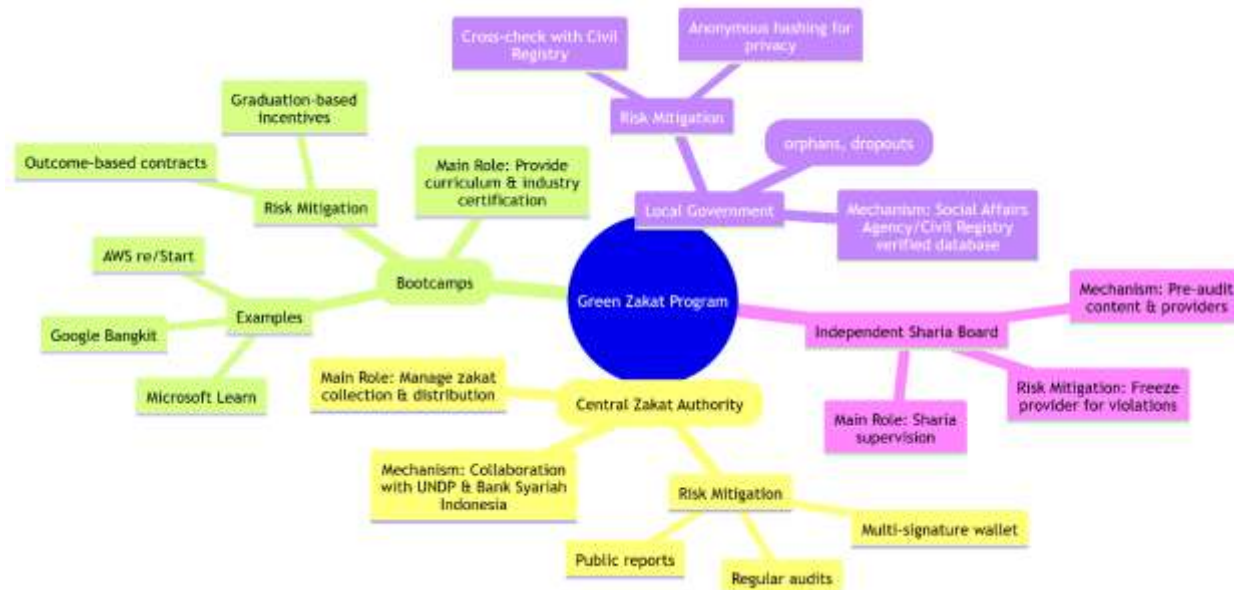 Green Zakat Program
Bootcamps
Main Role: Provide
curriculum & industry
certification
Risk Mitigation
Graduation-based
incentives
Outcome-based contracts
Examples
AWS re/Start
Google Bangkit
Microsoft Learn
Local Government
Risk Mitigation
Cross-check with Civil
Registry
Anonymous hashing for
privacy
orphans, dropouts
Mechanism: Social Affairs
Agency/Civil Registry
verified database
Independent Sharia Board
Mechanism: Pre-audit
content & providers
Risk Mitigation: Freeze
provider for violations
Main Role: Sharia
supervision
Central Zakat Authority
Main Role: Manage zakat
collection & distribution
Mechanism: Collaboration
with UNDP & Bank Syariah
Indonesia
Risk Mitigation
Multi-signature wallet
Public reports
Regular audits